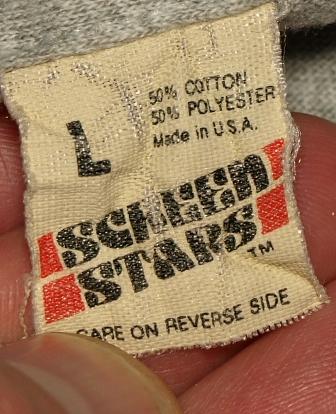 50% COTTON
50% POLYESTER
Made in U.S.A.
L
SCREEN
STARS™
CARE ON REVERSE SIDE